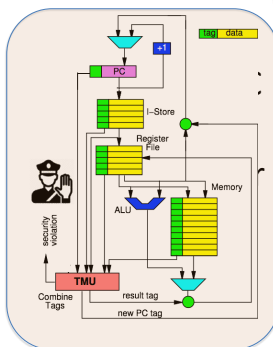 +1
tag data
PC
I-Store
Register
File
Memory
ALU
security
violation
TMU
Combine
Tags
result tag
new PC tag